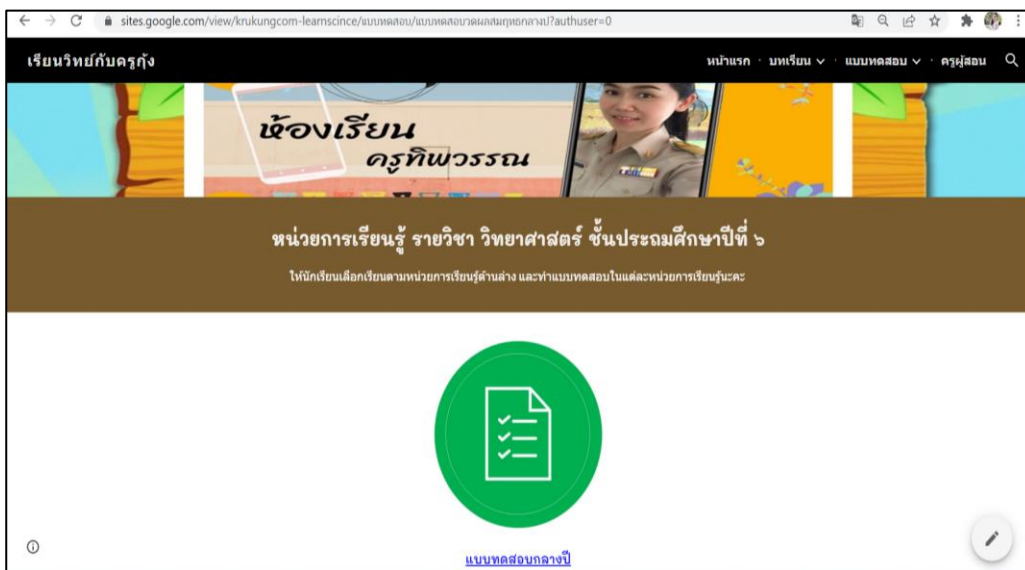 sites.google.com/view/krukungcom-learnscince/แบบทดสอบ/แบบทดสอบวัดผลสัมฤทธิ์กลางปี?authuser=0
เรียนวิทย์กับครูกุ้ง
หน้าแรก · บทเรียน · แบบทดสอบ · ครูผู้สอน
ห้องเรียน
ครูทิพวรรณ
หน่วยการเรียนรู้ รายวิชา วิทยาศาสตร์ ชั้นประถมศึกษาปีที่ ๖
ให้นักเรียนเลือกเรียนตามหน่วยการเรียนรู้ด้านล่าง และทำแบบทดสอบในแต่ละหน่วยการเรียนรู้นะคะ
แบบทดสอบกลางปี